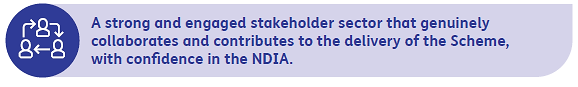 A strong and engaged stakeholder sector that genuinely
collaborates and contributes to the delivery of the Scheme,
with confidence in the NDIA.